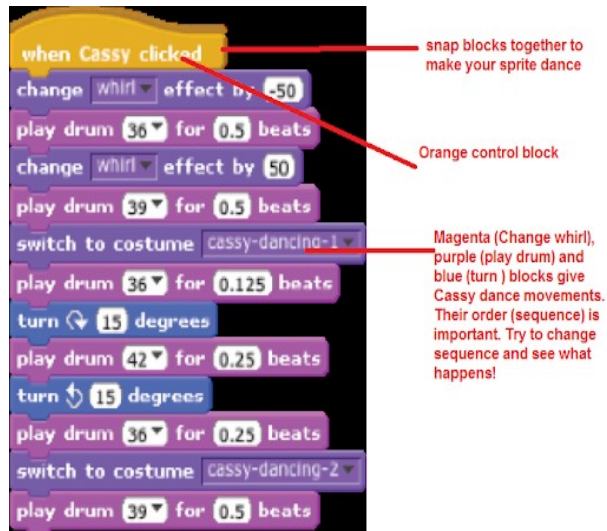 when Cassy clicked
change whirl effect by -50
play drum 36 for 0.5 beats
change whirl effect by 50
play drum 39 for 0.5 beats
switch to costume cassy-dancing-1
play drum 36 for 0.125 beats
turn 15 degrees
play drum 42 for 0.25 beats
turn 15 degrees
play drum 36 for 0.25 beats
switch to costume cassy-dancing-2
play drum 39 for 0.5 beats
snap blocks together to
make your sprite dance
Orange control block
Magenta (Change whirl),
purple (play drum) and
blue (turn ) blocks give
Cassy dance movements.
Their order (sequence) is
important. Try to change
sequence and see what
happens!